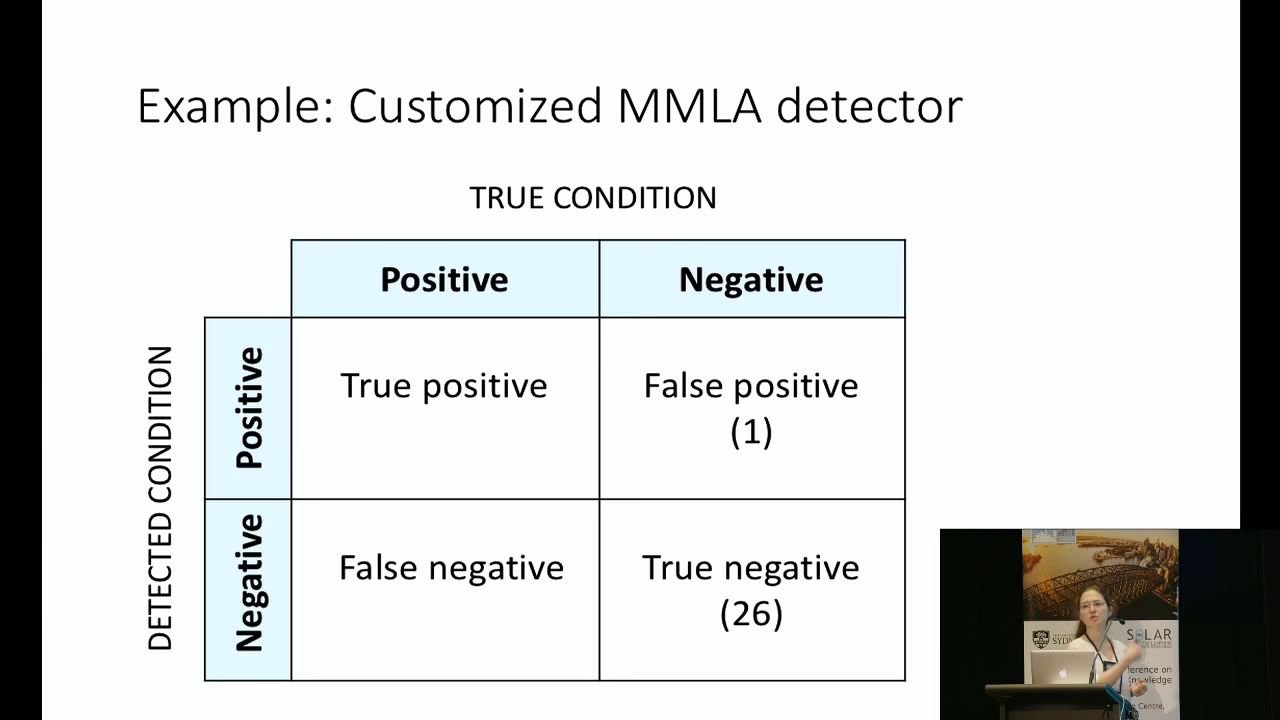 Example: Customized MMLA detector
TRUE CONDITION
Positive
Negative
DETECTED CONDITION
Positive
True positive
False positive
(1)
Negative
False negative
True negative
(26)
SOLAR